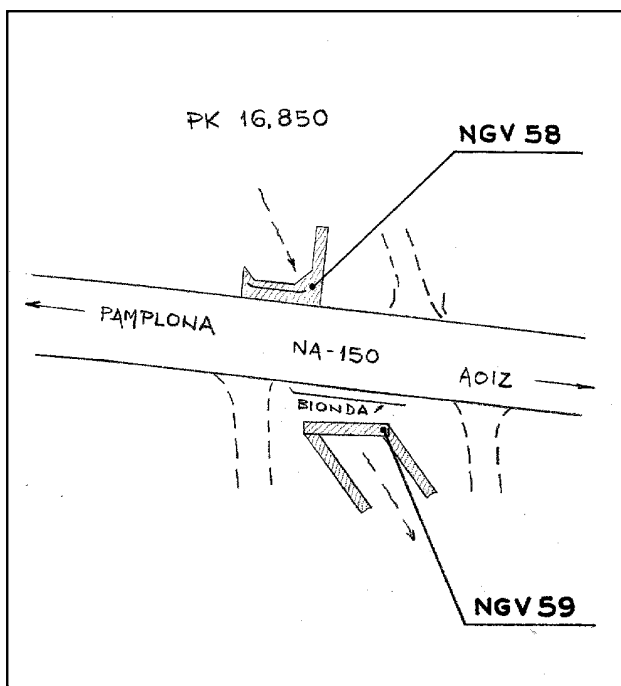 PK 16,850
NGV 58
PAMPLONA
NA-150
AOIZ
BIONDA
NGV 59